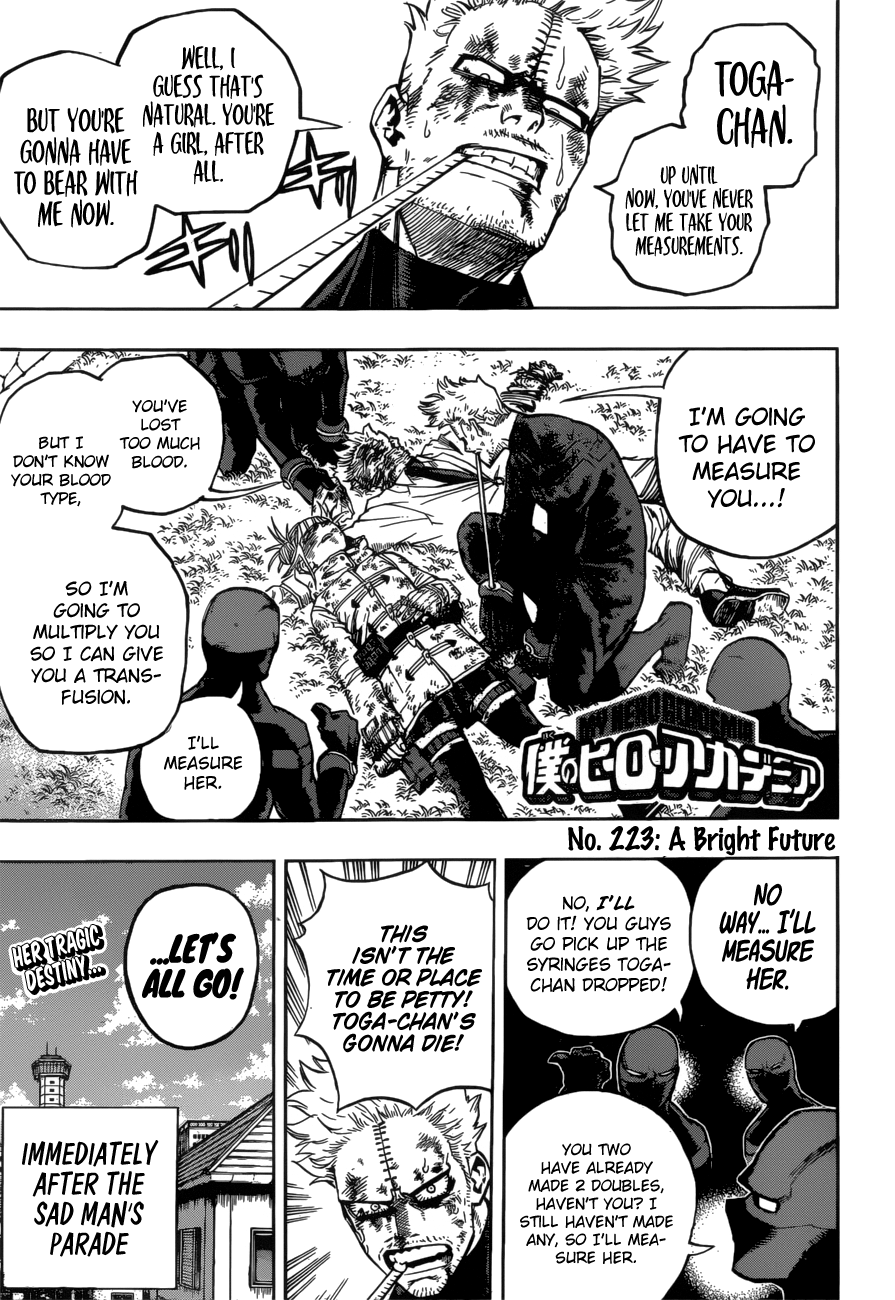 TOGA-
CHAN.
UP UNTIL
NOW, YOU'VE NEVER
LET ME TAKE YOUR
MEASUREMENTS.
WELL, I
GUESS THAT'S
NATURAL. YOU'RE
A GIRL, AFTER
ALL.
BUT YOU'RE
GONNA HAVE
TO BEAR WITH
ME NOW.
ギリ
ギリ
I'M GOING
TO HAVE TO
MEASURE
YOU...!
YOU'VE
LOST
TOO MUCH
BLOOD.
BUT I
DON'T KNOW
YOUR BLOOD
TYPE,
SO I'M
GOING TO
MULTIPLY YOU
SO I CAN GIVE
YOU A TRANS-
FUSION.
I'LL
MEASURE
HER.
MY HERO ACADEMIA
僕のヒーローアカデミア
No. 223: A Bright Future
NO
WAY... I'LL
MEASURE
HER.
NO, I'LL
DO IT! YOU GUYS
GO PICK UP THE
SYRINGES TOGA-
CHAN DROPPED!
YOU TWO
HAVE ALREADY
MADE 2 DOUBLES,
HAVEN'T YOU? I
STILL HAVEN'T MADE
ANY, SO I'LL MEA-
SURE HER.
THIS
ISN'T THE
TIME OR PLACE
TO BE PETTY!
TOGA-CHAN'S
GONNA DIE!
...LET'S
ALL GO!
HER TRAGIC
DESTINY...
IMMEDIATELY
AFTER THE
SAD MAN'S
PARADE